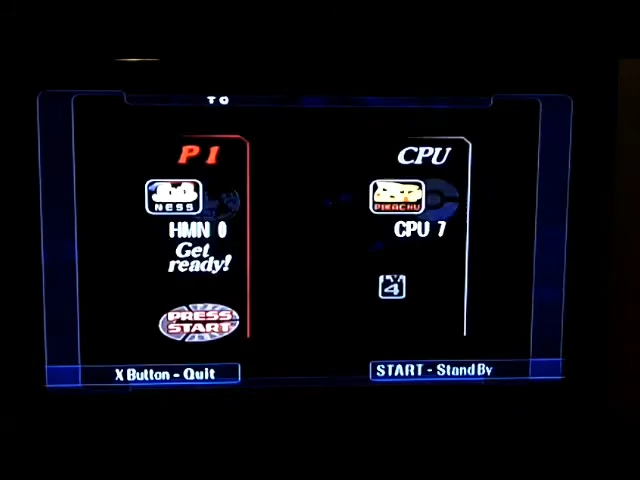 TO
P1
CPU
NESS
PIKACHU
HMN 0
CPU 7
Get
ready!
4
PRESS
START
X Button - Quit
START - Stand By